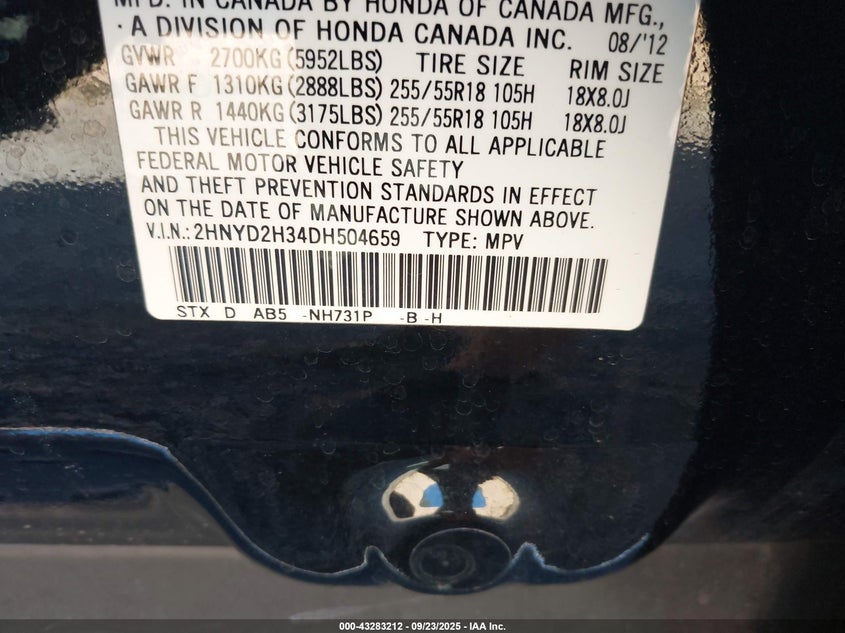 MFD. IN CANADA BY HONDA OF CANADA MFG.,
· A DIVISION OF HONDA CANADA INC. 08/'12
GVWR 2700KG(5952LBS) TIRE SIZE RIM SIZE
GAWR F 1310KG(2888LBS) 255/55R18 105H 18X8.0J
GAWR R 1440KG(3175LBS) 255/55R18 105H 18X8.0J
THIS VEHICLE CONFORMS TO ALL APPLICABLE
FEDERAL MOTOR VEHICLE SAFETY
AND THEFT PREVENTION STANDARDS IN EFFECT
ON THE DATE OF MANUFACTURE SHOWN ABOVE.
V.I.N.:2HNYD2H34DH504659 TYPE: MPV
STX D AB5 -NH731P -B -H
000-43283212 - 09/23/2025 - IAA Inc.